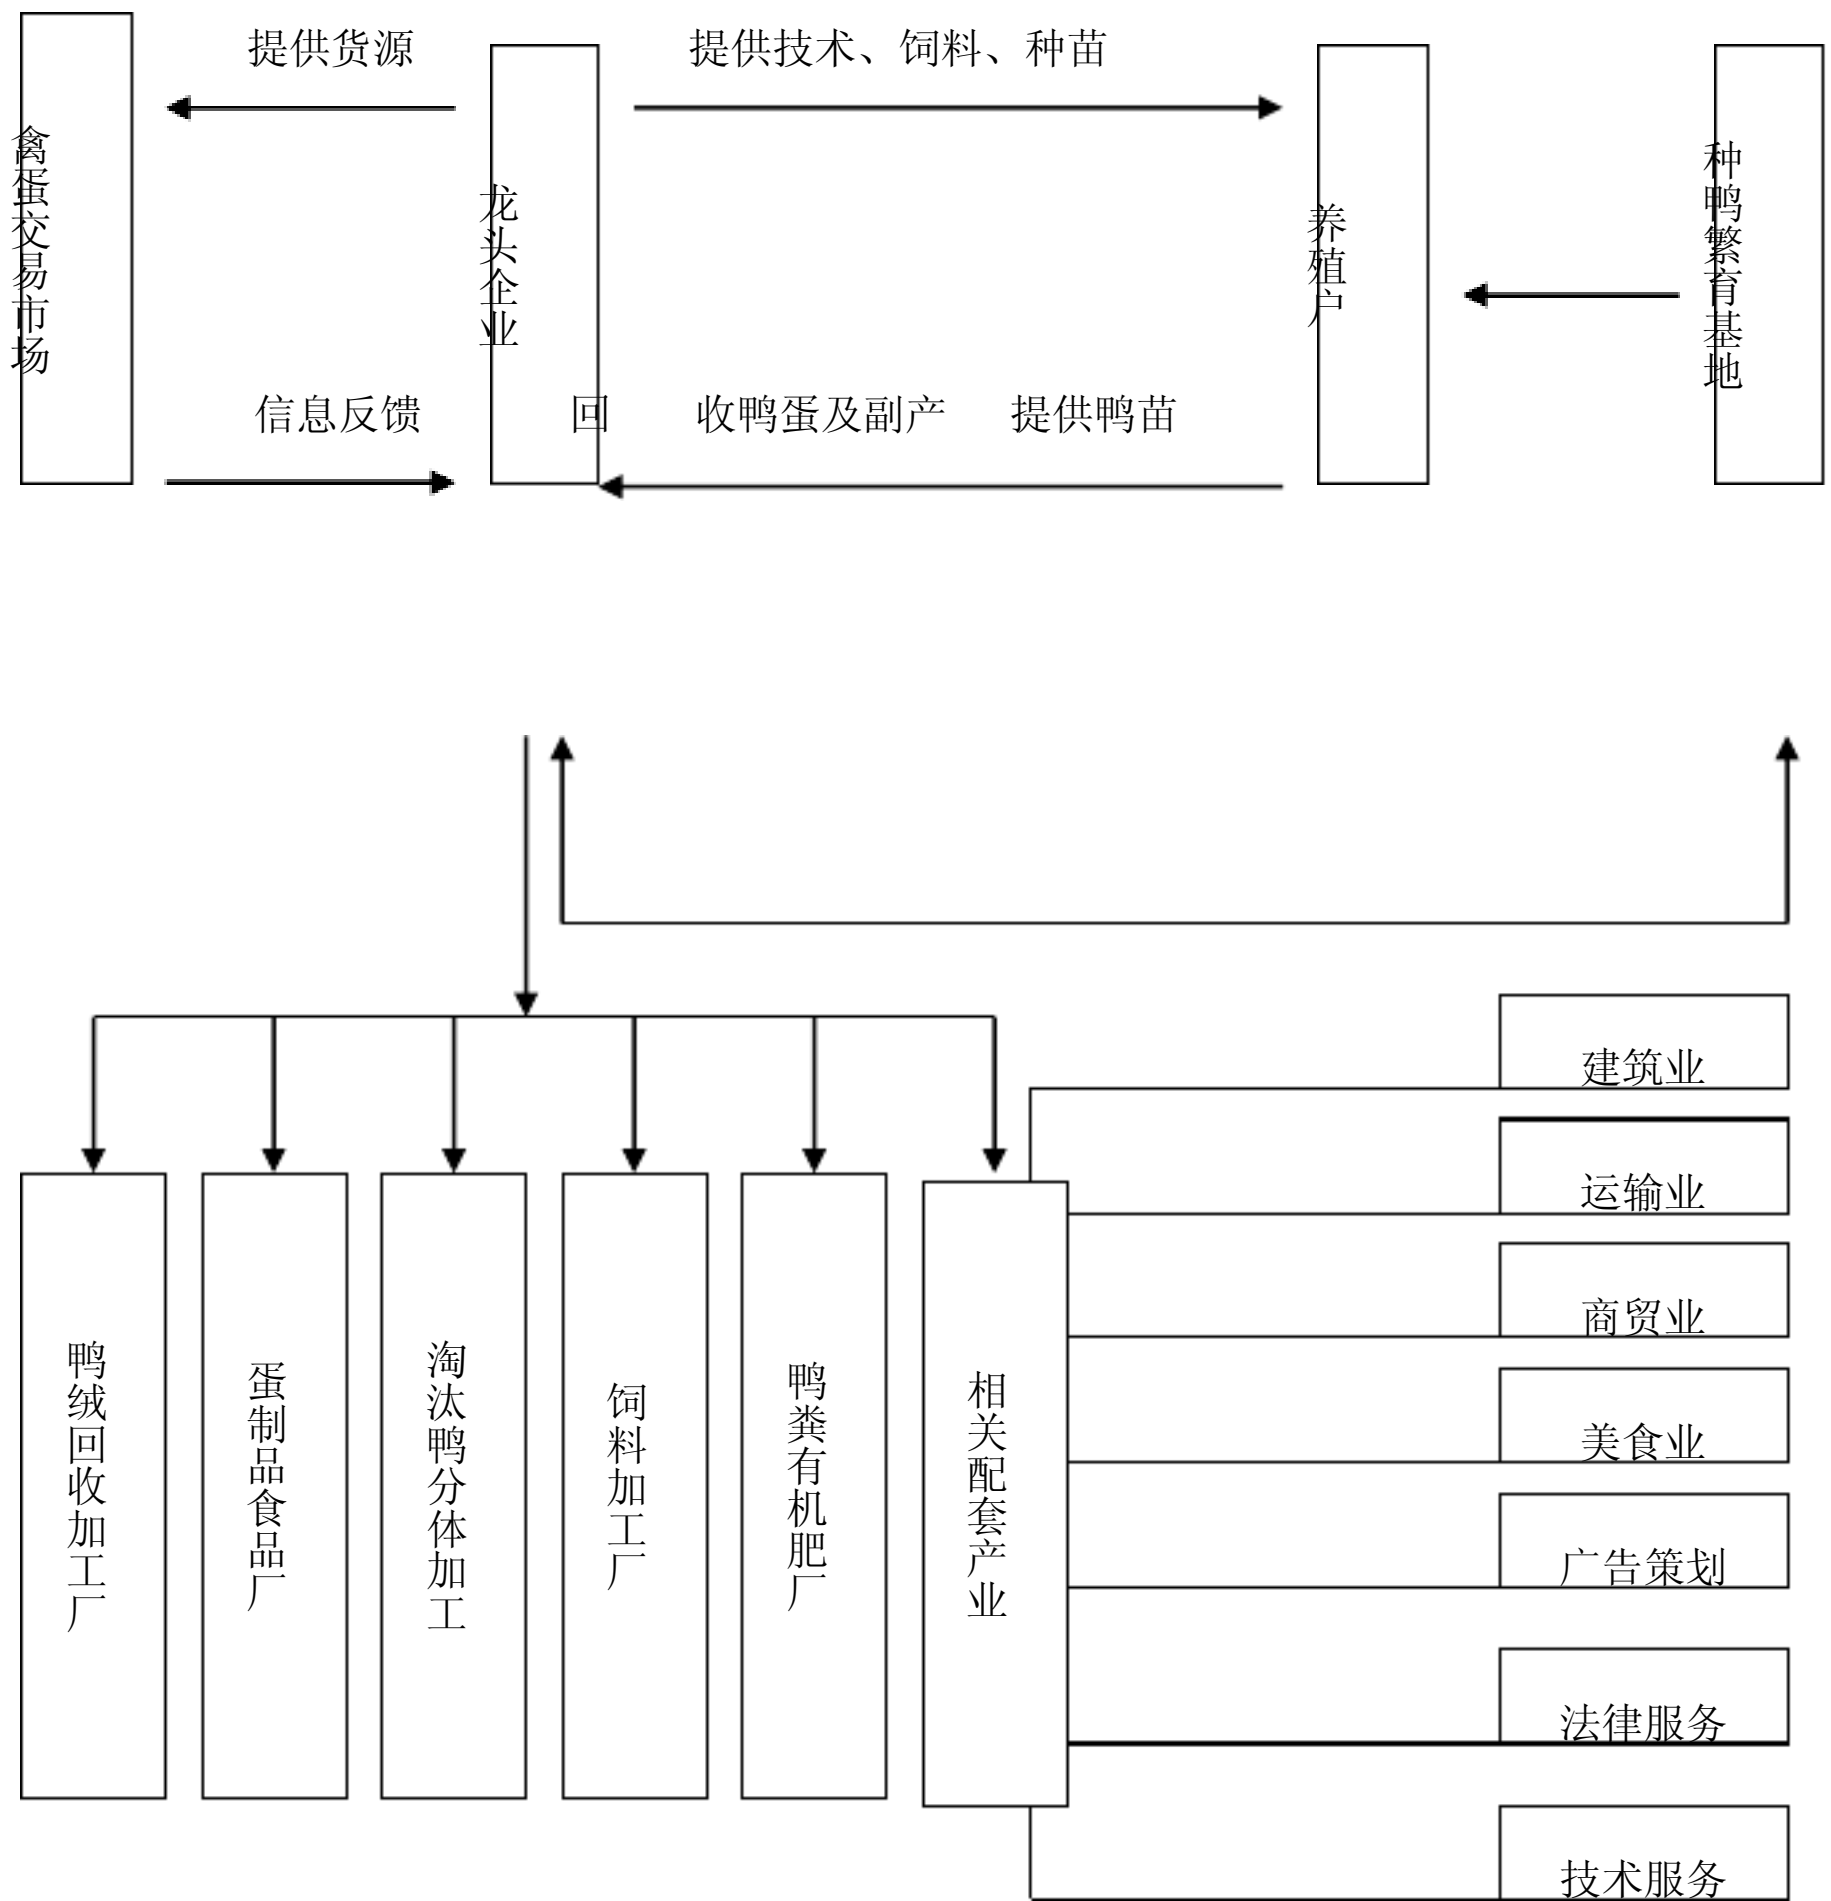 提供货源
提供技术、饲料、种苗
禽蛋交易市场
龙头企业
养殖户
种鸭繁育基地
信息反馈
回 收鸭蛋及副产 提供鸭苗
建筑业
运输业
商贸业
美食业
广告策划
法律服务
技术服务
鸭绒回收加工厂
蛋制品食品厂
淘汰鸭分体加工
饲料加工厂
鸭粪有机肥厂
相关配套产业